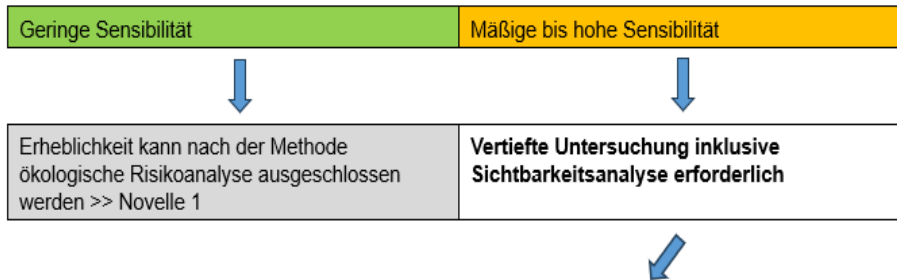 Geringe Sensibilität
Mäßige bis hohe Sensibilität
Erheblichkeit kann nach der Methode
ökologische Risikoanalyse ausgeschlossen
werden >> Novelle 1
Vertiefte Untersuchung inklusive
Sichtbarkeitsanalyse erforderlich